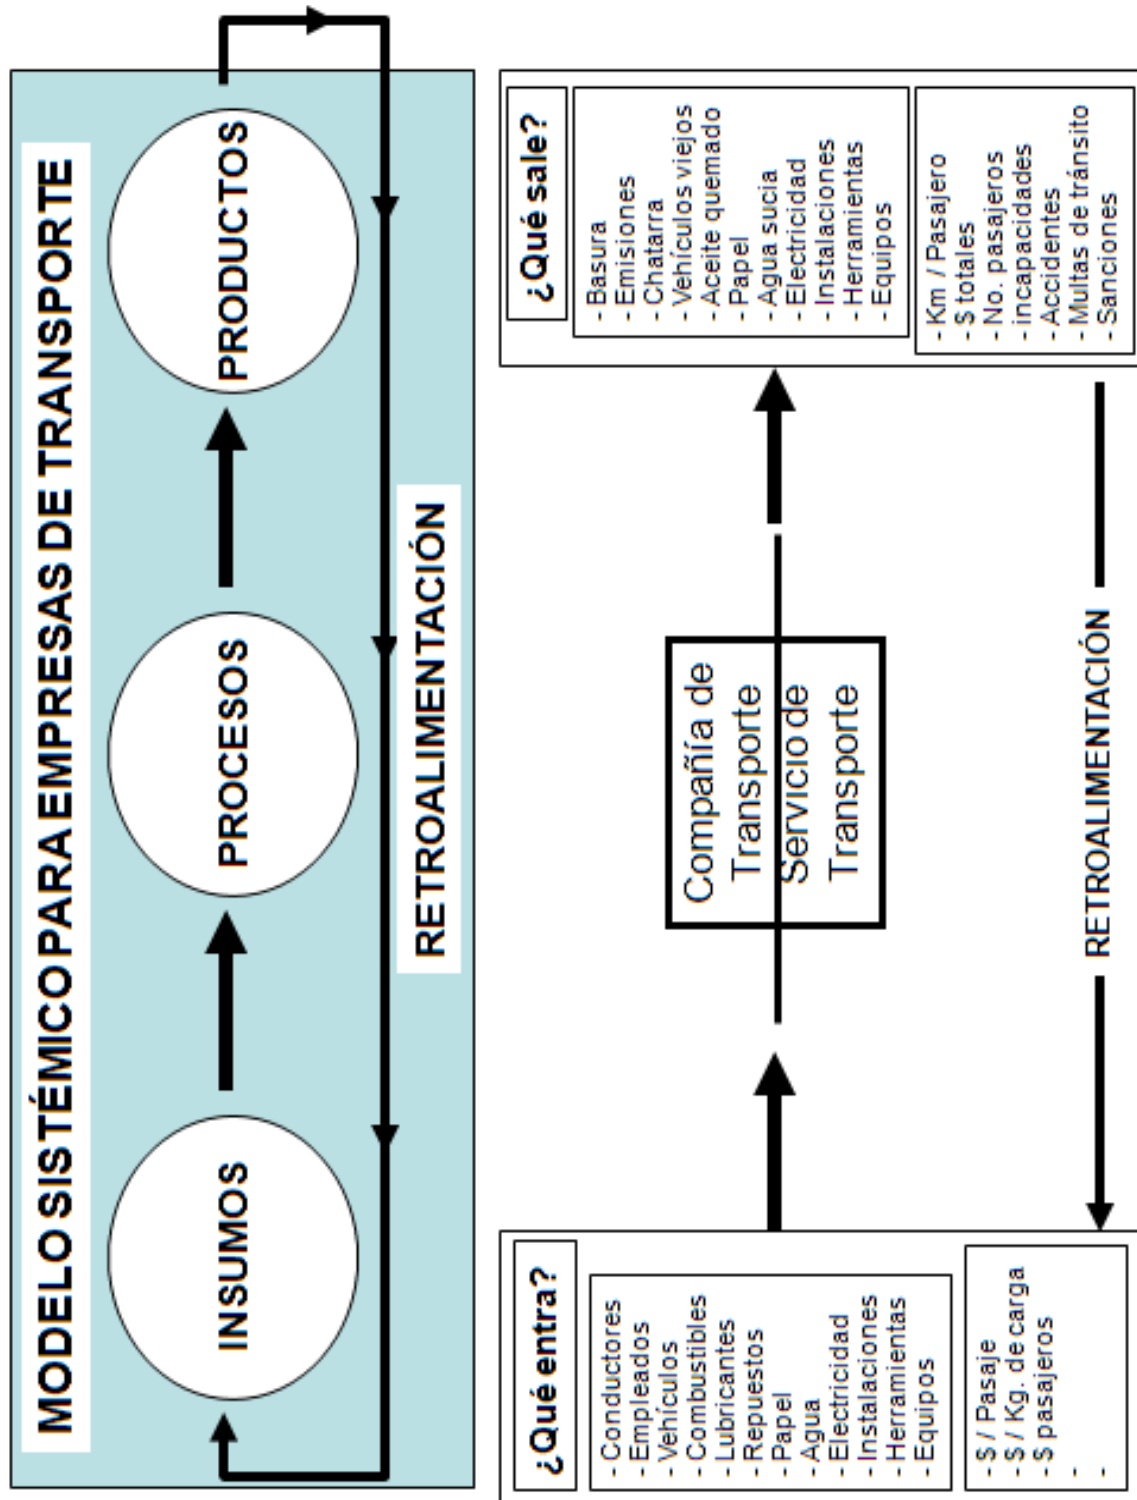 MODELO SISTÉMICO PARA EMPRESAS DE TRANSPORTE
INSUMOS
PROCESOS
PRODUCTOS
RETROALIMENTACIÓN
¿Qué entra?
- Conductores
- Empleados
- Vehículos
- Combustibles
- Lubricantes
- Repuestos
- Papel
- Agua
- Electricidad
- Instalaciones
- Herramientas
- Equipos
- $ / Pasaje
- $ / Kg. de carga
- $ pasajeros
-
-
Compañía de
Transporte
Servicio de
Transporte
¿Qué sale?
- Basura
- Emisiones
- Chatarra
- Vehículos viejos
- Aceite quemado
- Papel
- Agua sucia
- Electricidad
- Instalaciones
- Herramientas
- Equipos
- Km / Pasajero
- $ totales
- No. pasajeros
- incapacidades
- Accidentes
- Multas de tránsito
- Sanciones
RETROALIMENTACIÓN